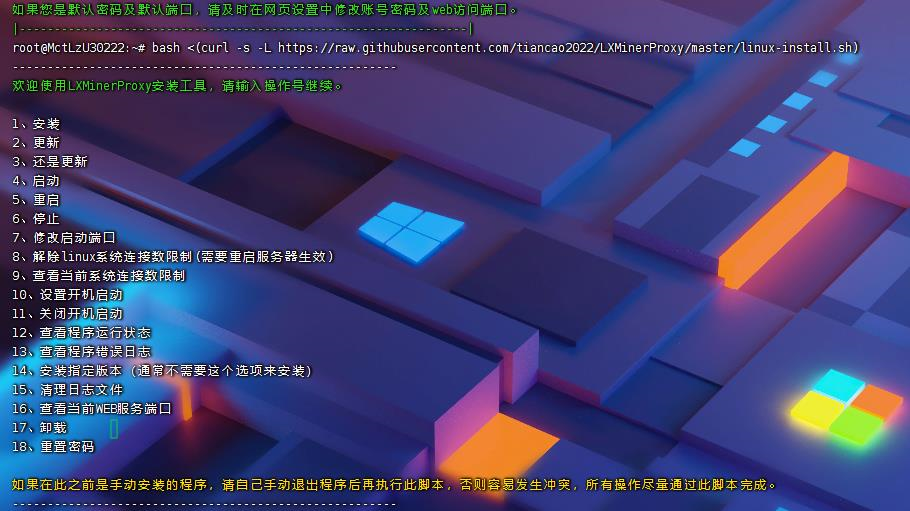 如果您是默认密码及默认端口，请及时在网页设置中修改账号密码及web访问端口。
|----------------------------------------------------------------|
root@MctLzU30222:~# bash <(curl -s -L https://raw.githubusercontent.com/tiancao2022/LXMinerProxy/master/linux-install.sh)
-------------------------------------------------------
欢迎使用LXMinerProxy安装工具，请输入操作号继续。
1、安装
2、更新
3、还是更新
4、启动
5、重启
6、停止
7、修改启动端口
8、解除linux系统连接数限制(需要重启服务器生效)
9、查看当前系统连接数限制
10、设置开机启动
11、关闭开机启动
12、查看程序运行状态
13、查看程序错误日志
14、安装指定版本（通常不需要这个选项来安装)
15、清理日志文件
16、查看当前WEB服务端口
17、卸载
18、重置密码
如果在此之前是手动安装的程序，请自己手动退出程序后再执行此脚本，否则容易发生冲突，所有操作尽量通过此脚本完成。
-------------------------------------------------------